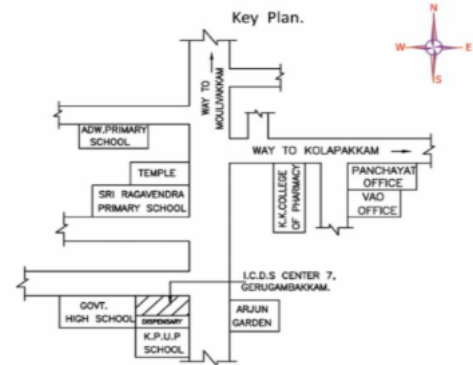 Key Plan.
N
W
E
S
WAY TO
MOULIVAKKAM
ADW.PRIMARY
SCHOOL
WAY TO KOLAPAKKAM
TEMPLE
SRI RAGAVENDRA
PRIMARY SCHOOL
K.K.COLLEGE
OF PHARMACY
PANCHAYAT
OFFICE
VAO
OFFICE
I.C.D.S CENTER 7,
GERUGAMBAKKAM.
GOVT.
HIGH SCHOOL
DISPENSARY
K.P.U.P
SCHOOL
ARJUN
GARDEN